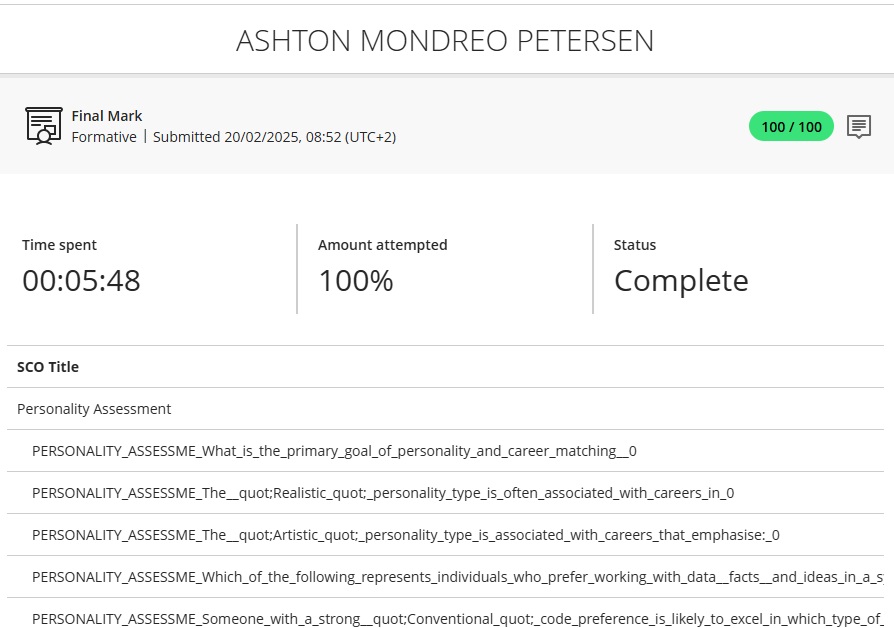 ASHTON MONDREO PETERSEN
Final Mark
Formative | Submitted 20/02/2025, 08:52 (UTC+2)
100 / 100
Time spent
00:05:48
Amount attempted
100%
Status
Complete
SCO Title
Personality Assessment
PERSONALITY_ASSESSME_What_is_the_primary_goal_of_personality_and_career_matching__0
PERSONALITY_ASSESSME_The__quot;Realistic_quot;_personality_type_is_often_associated_with_careers_in_0
PERSONALITY_ASSESSME_The__quot;Artistic_quot;_personality_type_is_associated_with_careers_that_emphasise:_0
PERSONALITY_ASSESSME_Which_of_the_following_represents_individuals_who_prefer_working_with_data__facts__and_ideas_in_a_s
PERSONALITY_ASSESSME_Someone_with_a_strong__quot;Conventional_quot;_code_preference_is_likely_to_excel_in_which_type_of_